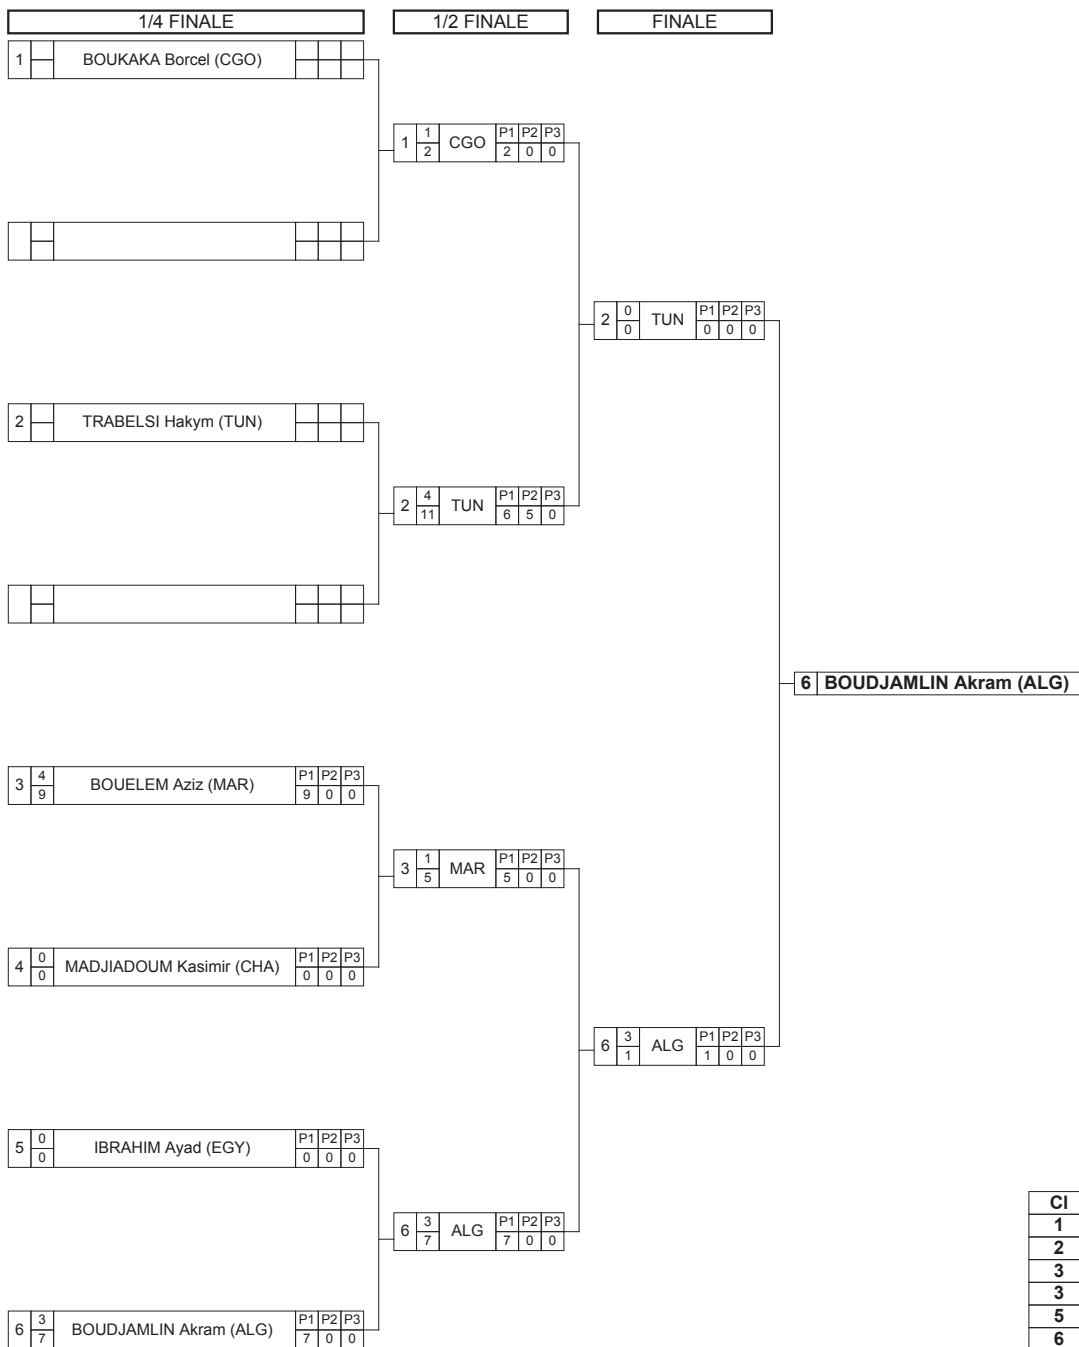 1/4 FINALE 1/2 FINALE FINALE
1 BOUKAKA Borcel (CGO)
1 1 CGO P1 P2 P3
2 2 0 0
2 0 TUN P1 P2 P3
0 0 0 0
2 TRABELSI Hakym (TUN)
2 4 TUN P1 P2 P3
11 6 5 0
6 BOUDJAMLIN Akram (ALG)
3 4 BOUELEM Aziz (MAR) P1 P2 P3
9 9 0 0
3 1 MAR P1 P2 P3
5 5 0 0
4 0 MADJIADOUM Kasimir (CHA) P1 P2 P3
0 0 0 0
6 3 ALG P1 P2 P3
1 1 0 0
5 0 IBRAHIM Ayad (EGY) P1 P2 P3
0 0 0 0
6 3 ALG P1 P2 P3
7 7 0 0
6 3 BOUDJAMLIN Akram (ALG) P1 P2 P3
7 7 0 0
Cl
1
2
3
3
5
6